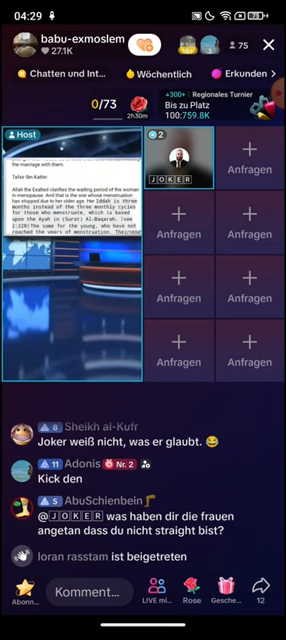 04:29
75
babu-exmoslem
27.1K
75
Chatten und Int...
Wöchentlich
Erkunden
0/73
2h30m
+300 Regionales Turnier
Bis zu Platz
100:759.8K
Host
2
the marriage with them.
Tafsir Ibn Kathir:
Allah the Exalted clarifies the waiting period of the woman
in menopause. And that is the one whose menstruation
has stopped due to her older age. Her Iddah is three
months instead of the three monthly cycles
for those who menstruate, which is based
upon the Ayah in (Surat) Al-Baqarah. (see
2:228) The same for the young, who have not
reached the years of menstruation. Their
JOKER
Anfragen
Anfragen
Anfragen
Anfragen
Anfragen
Anfragen
Anfragen
8 Sheikh al-Kufr
Joker weiß nicht, was er glaubt. 😂
11 Adonis Nr. 2
Kick den
5 AbuSchienbein
@JOKER was haben dir die frauen
angetan dass du nicht straight bist?
loran rasstam ist beigetreten
Abonn...
Komment...
LIVE mi...
Rose
Gesche...
12